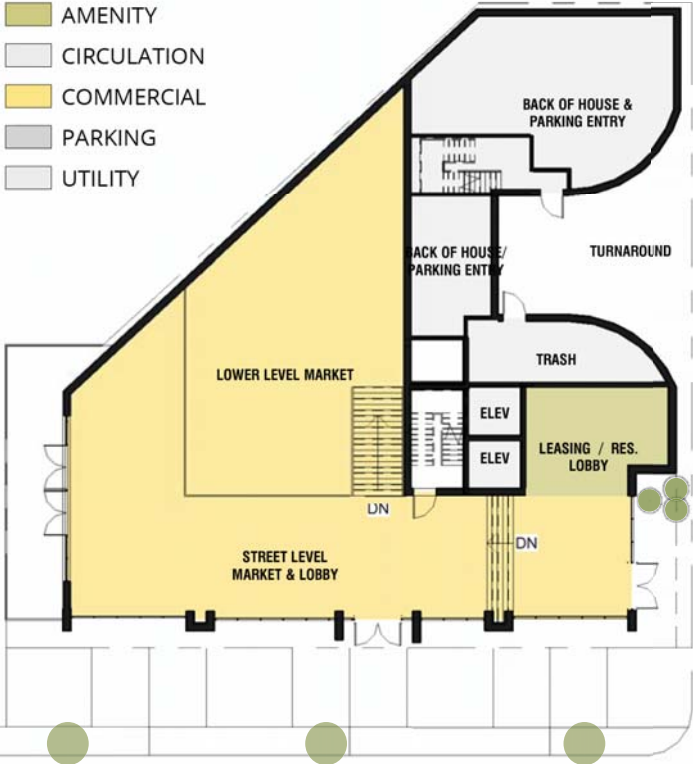 AMENITY
CIRCULATION
COMMERCIAL
PARKING
UTILITY
BACK OF HOUSE &
PARKING ENTRY
BACK OF HOUSE/
PARKING ENTRY
TURNAROUND
LOWER LEVEL MARKET
TRASH
ELEV
ELEV
LEASING / RES.
LOBBY
DN
DN
STREET LEVEL
MARKET & LOBBY